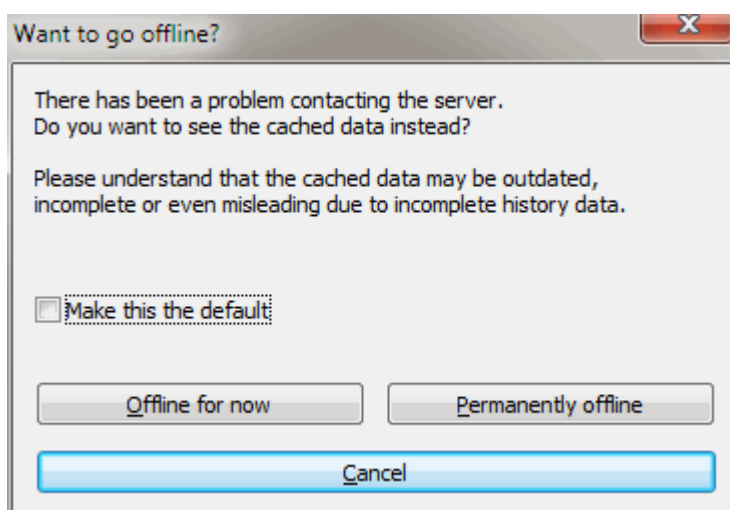 Want to go offline?
There has been a problem contacting the server.
Do you want to see the cached data instead?
Please understand that the cached data may be outdated,
incomplete or even misleading due to incomplete history data.
Make this the default
Offline for now
Permanently offline
Cancel